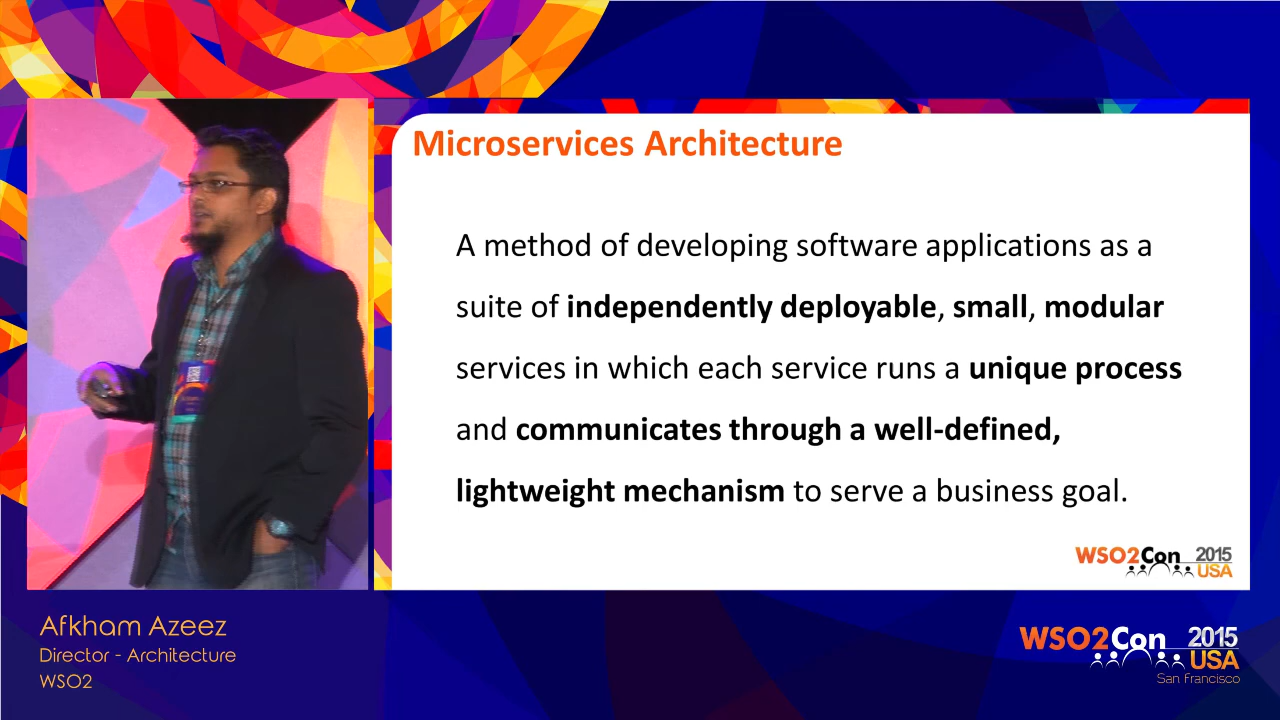 Microservices Architecture
A method of developing software applications as a
suite of independently deployable, small, modular
services in which each service runs a unique process
and communicates through a well-defined,
lightweight mechanism to serve a business goal.
WSO2Con 2015
USA
Afkham Azeez
Director - Architecture
WSO2
WSO2Con 2015
USA
San Francisco